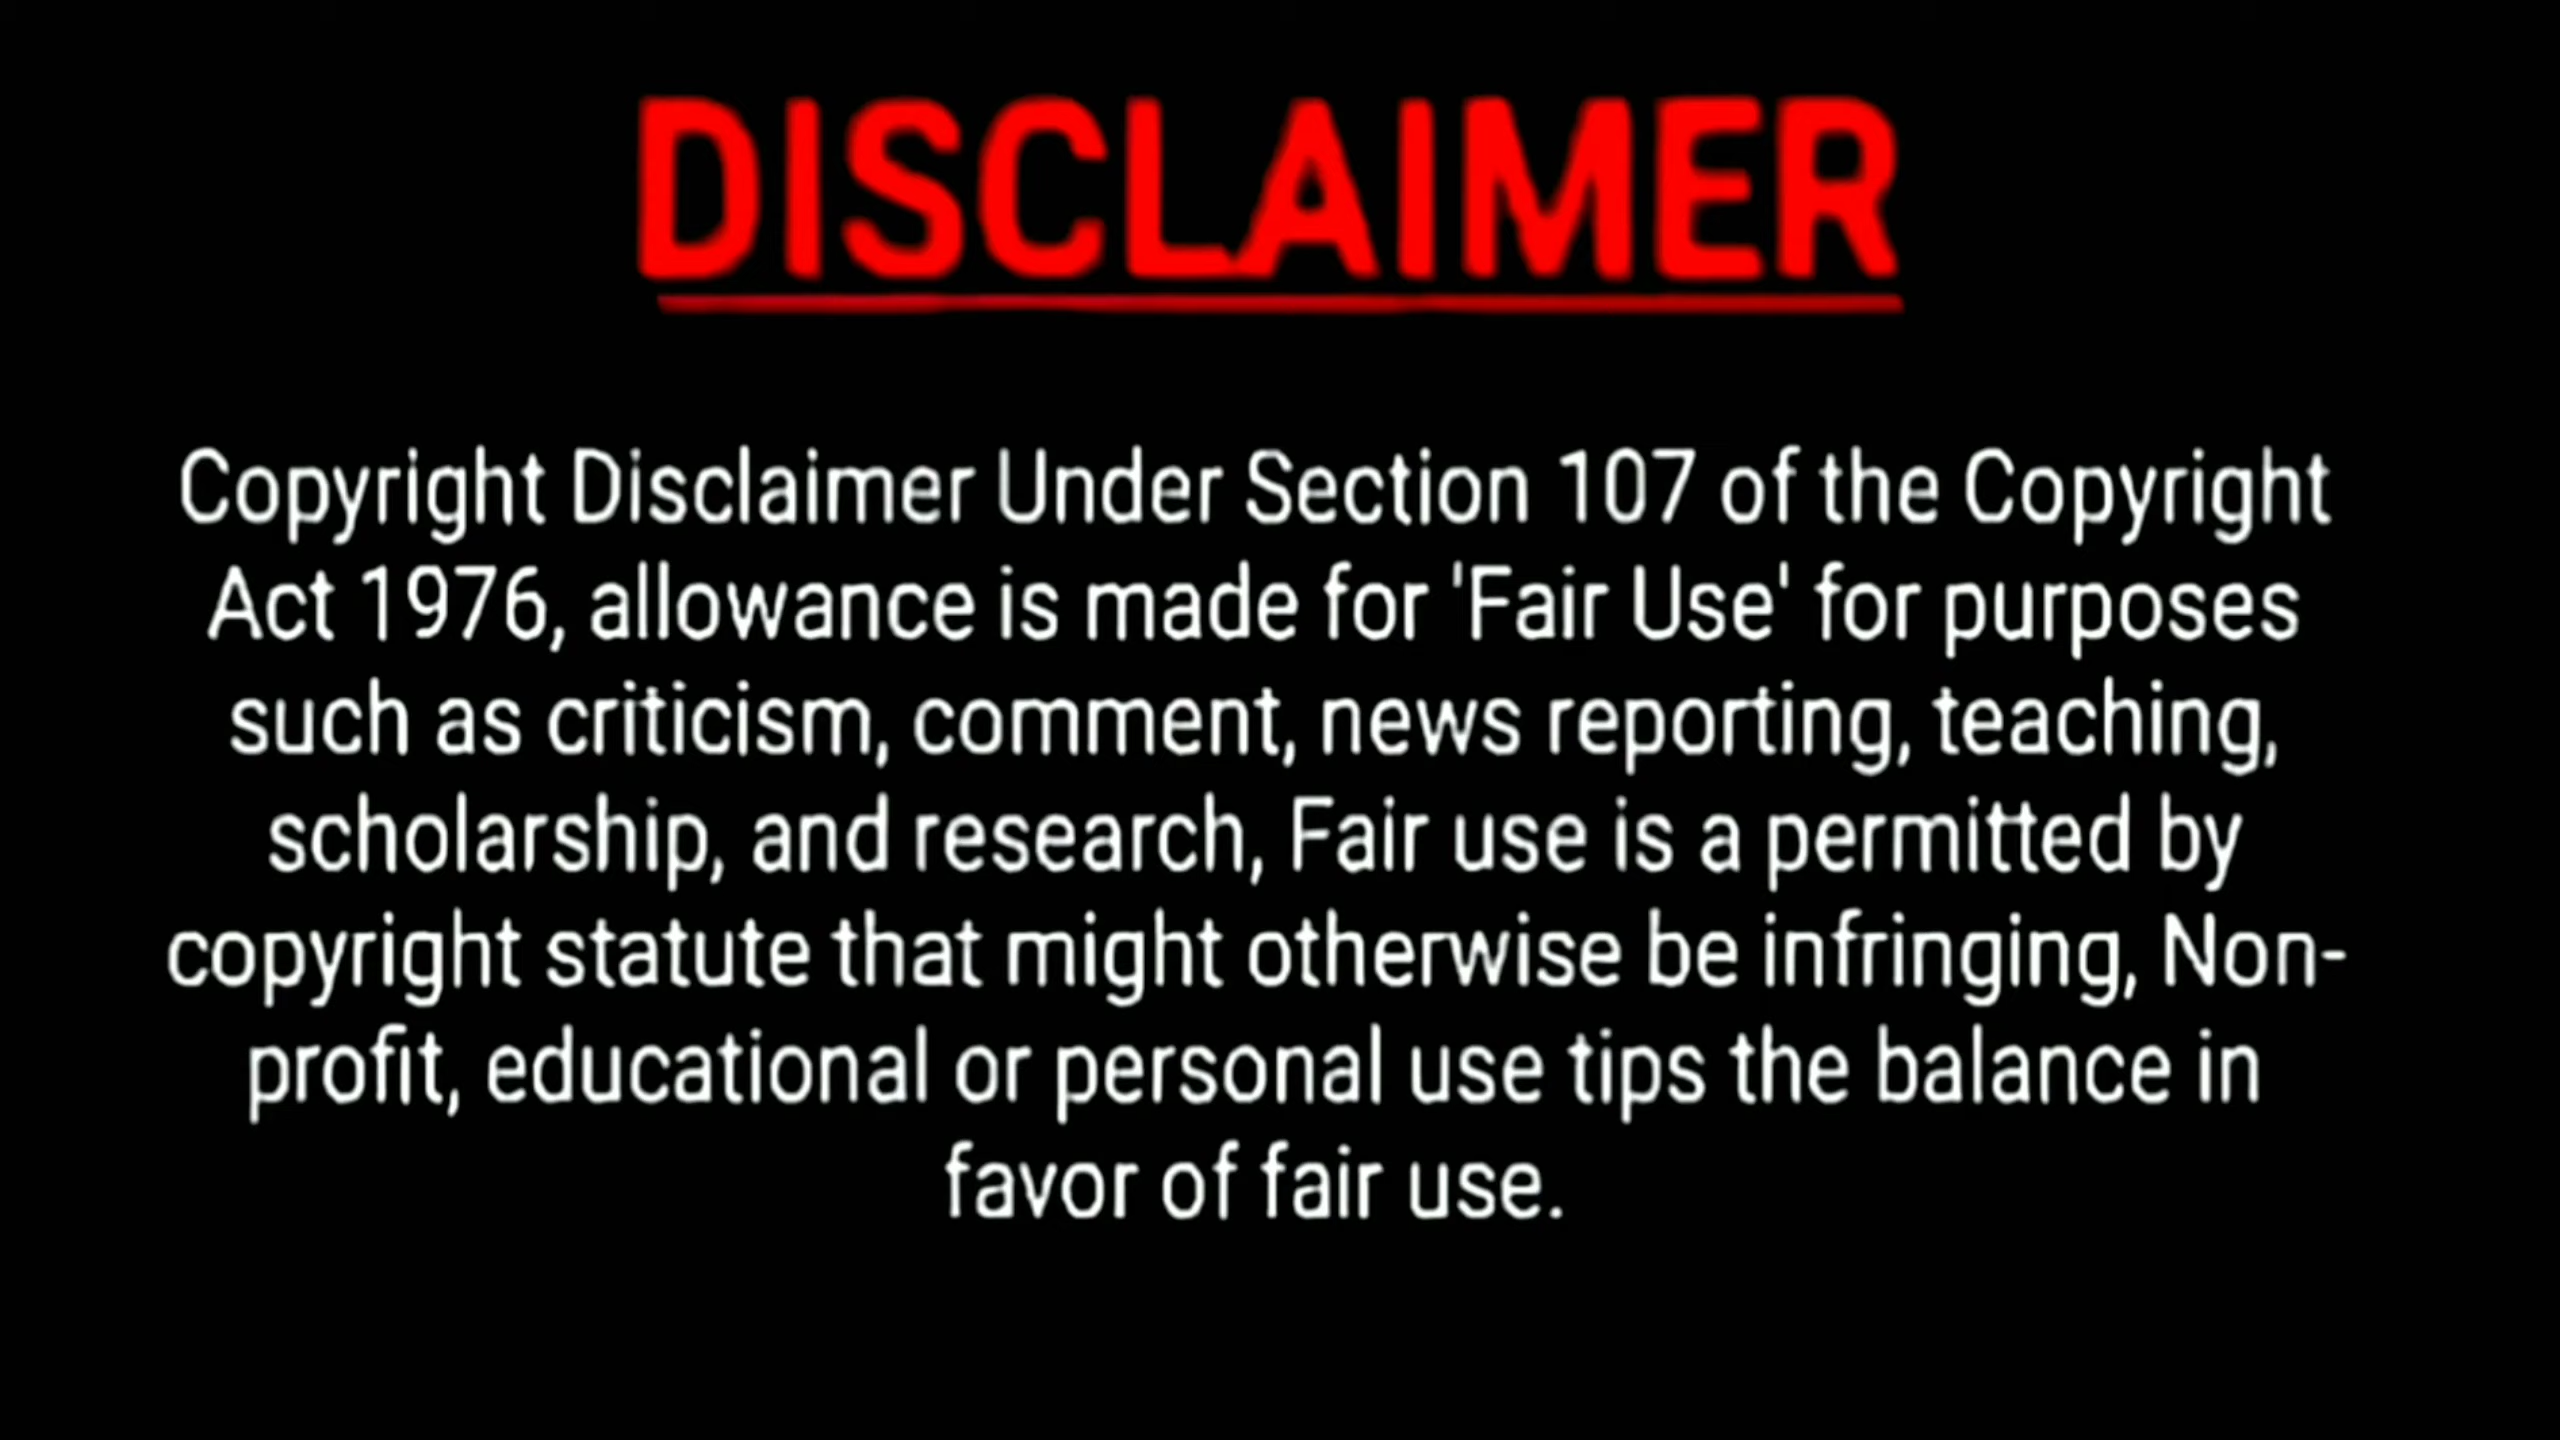 DISCLAIMER
Copyright Disclaimer Under Section 107 of the Copyright
Act 1976, allowance is made for 'Fair Use' for purposes
such as criticism, comment, news reporting, teaching,
scholarship, and research, Fair use is a permitted by
copyright statute that might otherwise be infringing, Non-
profit, educational or personal use tips the balance in
favor of fair use.